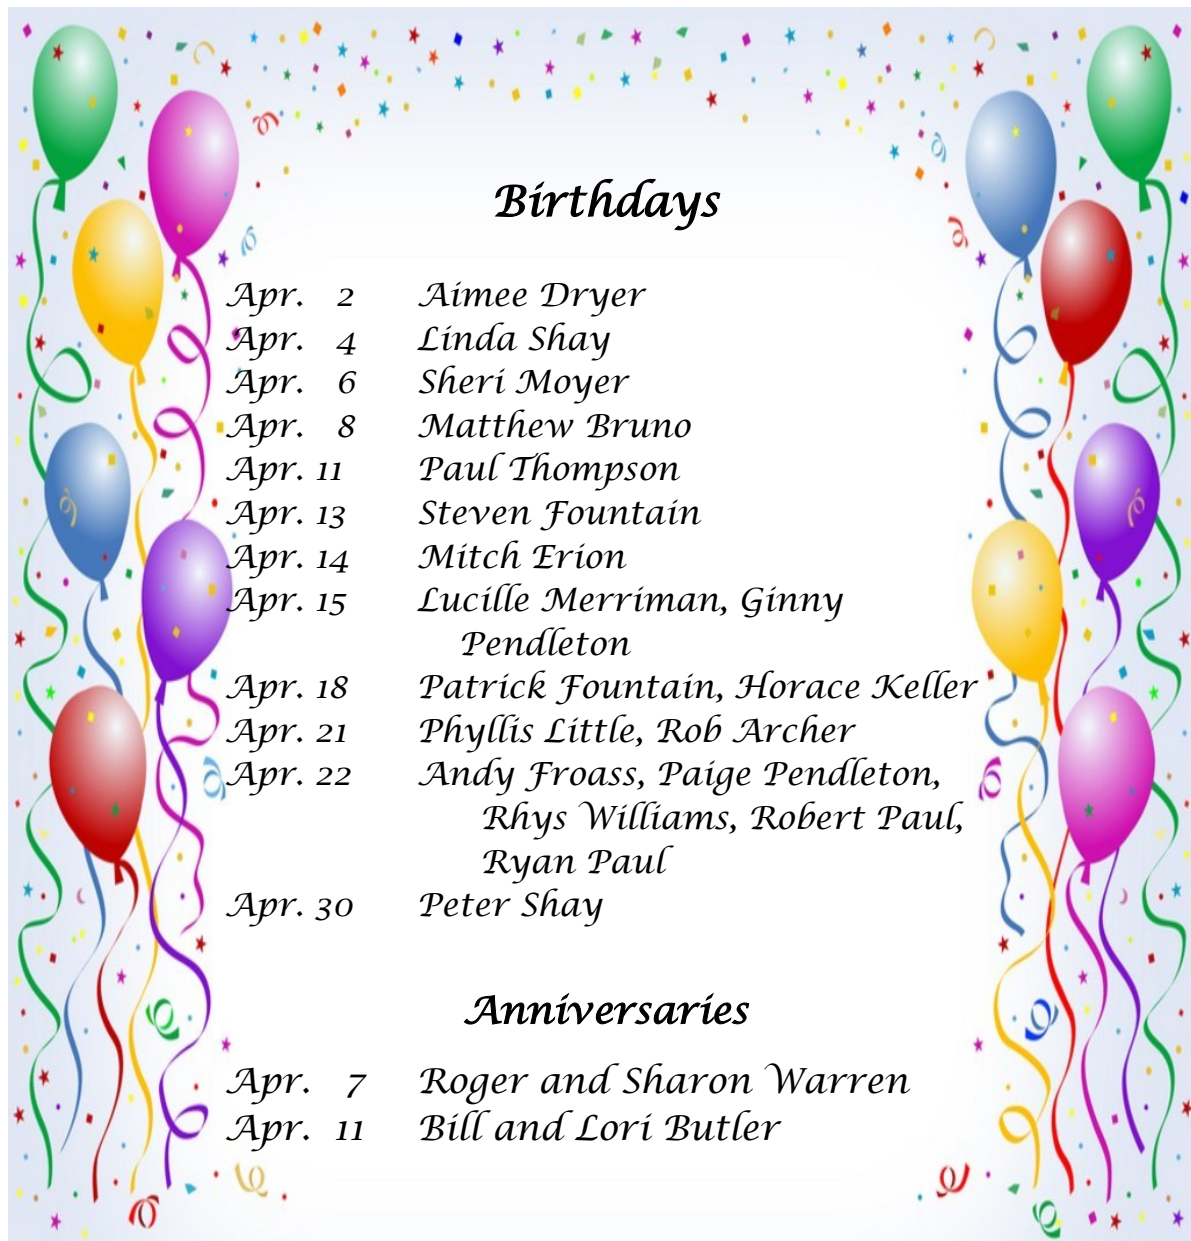 Birthdays
Apr. 2 Aimee Dryer
Apr. 4 Linda Shay
Apr. 6 Sheri Moyer
Apr. 8 Matthew Bruno
Apr. 11 Paul Thompson
Apr. 13 Steven Fountain
Apr. 14 Mitch Erion
Apr. 15 Lucille Merriman, Ginny
Pendleton
Apr. 18 Patrick Fountain, Horace Keller
Apr. 21 Phyllis Little, Rob Archer
Apr. 22 Andy Froass, Paige Pendleton,
Rhys Williams, Robert Paul,
Ryan Paul
Apr. 30 Peter Shay
Anniversaries
Apr. 7 Roger and Sharon Warren
Apr. 11 Bill and Lori Butler